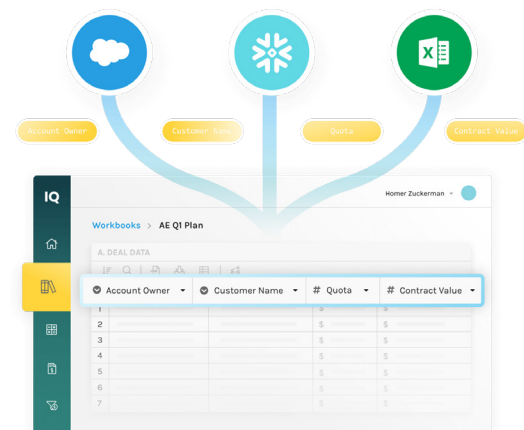 X
Account Owner
Customer Name
Quota
Contract Value
IQ
Homer Zuckerman
Workbooks > AE Q1 Plan
A. DEAL DATA
Account Owner
Customer Name
# Quota
# Contract Value
1 $ $
2 $ $
3 $ $
4 $ $
5 $ $
6 $ $
7 $ $